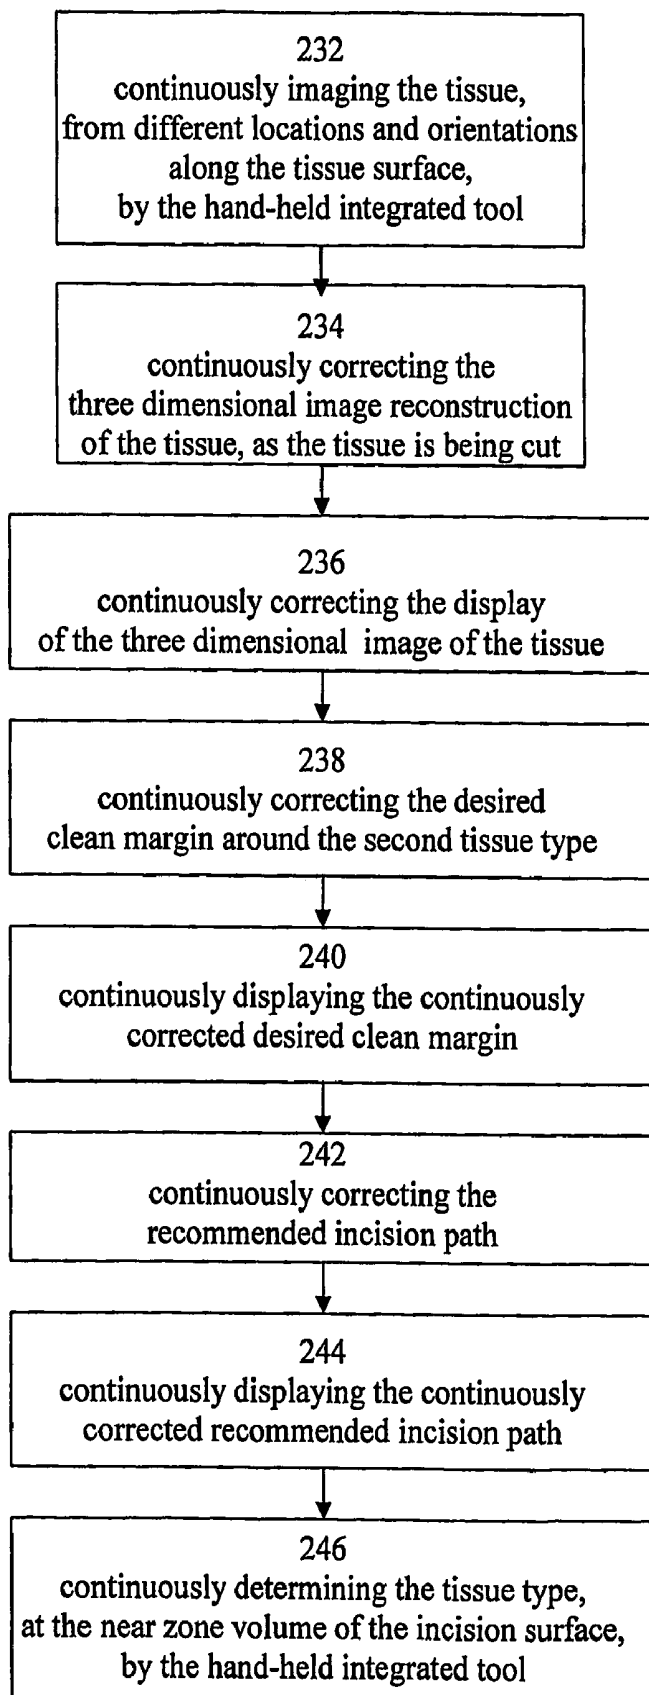 232
continuously imaging the tissue,
from different locations and orientations
along the tissue surface,
by the hand-held integrated tool
234
continuously correcting the
three dimensional image reconstruction
of the tissue, as the tissue is being cut
236
continuously correcting the display
of the three dimensional image of the tissue
238
continuously correcting the desired
clean margin around the second tissue type
240
continuously displaying the continuously
corrected desired clean margin
242
continuously correcting the
recommended incision path
244
continuously displaying the continuously
corrected recommended incision path
246
continuously determining the tissue type,
at the near zone volume of the incision surface,
by the hand-held integrated tool